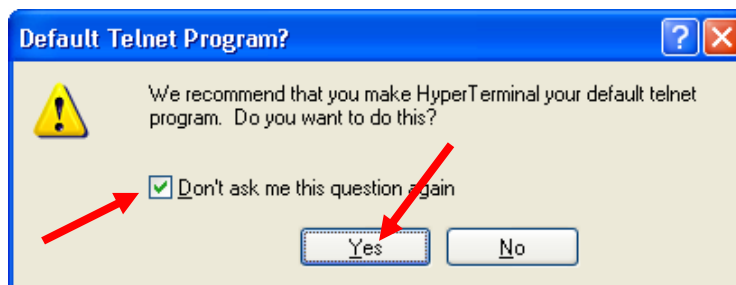 Default Telnet Program?
We recommend that you make HyperTerminal your default telnet
program. Do you want to do this?
Don't ask me this question again
Yes
No